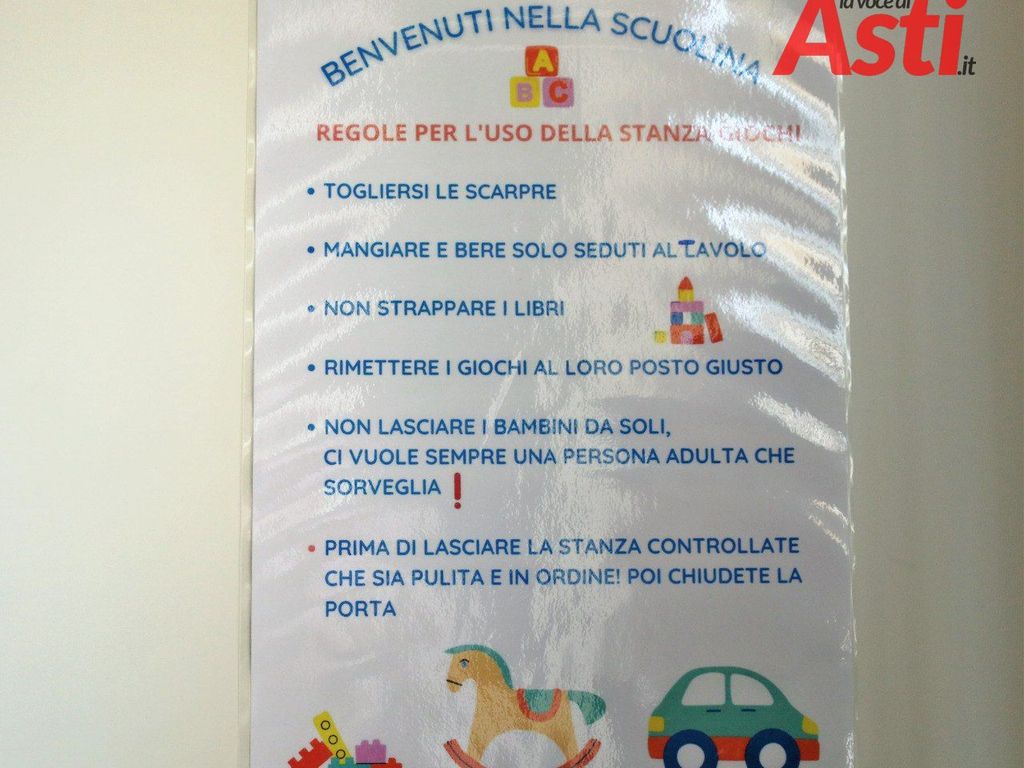 la voce di
Asti.it
BENVENUTI NELLA SCUOLINA
A
B C
REGOLE PER L'USO DELLA STANZA GIOCHI
• TOGLIERSI LE SCARPRE
• MANGIARE E BERE SOLO SEDUTI AL TAVOLO
• NON STRAPPARE I LIBRI
• RIMETTERE I GIOCHI AL LORO POSTO GIUSTO
• NON LASCIARE I BAMBINI DA SOLI,
CI VUOLE SEMPRE UNA PERSONA ADULTA CHE
SORVEGLIA ❗
• PRIMA DI LASCIARE LA STANZA CONTROLLATE
CHE SIA PULITA E IN ORDINE! POI CHIUDETE LA
PORTA